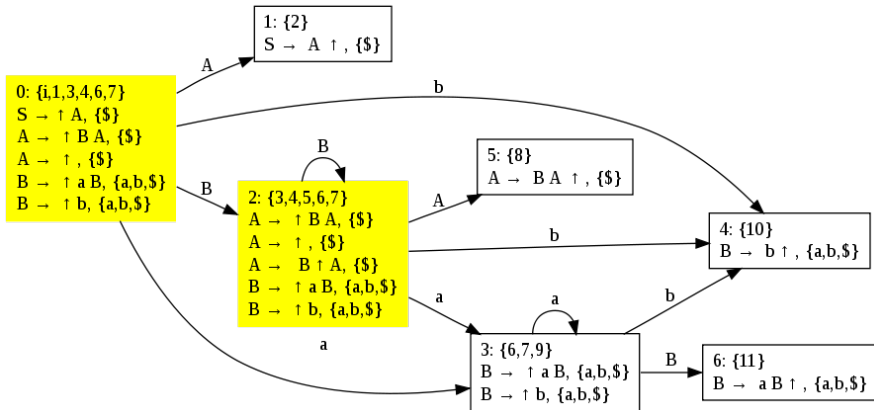 0: {i,1,3,4,6,7}
S → ↑ A, {$}
A → ↑ B A, {$}
A → ↑ , {$}
B → ↑ a B, {a,b,$}
B → ↑ b, {a,b,$}
A
1: {2}
S → A ↑ , {$}
b
B
B
2: {3,4,5,6,7}
A → ↑ B A, {$}
A → ↑ , {$}
A → B ↑ A, {$}
B → ↑ a B, {a,b,$}
B → ↑ b, {a,b,$}
A
5: {8}
A → B A ↑ , {$}
b
4: {10}
B → b ↑ , {a,b,$}
a
a
b
a
3: {6,7,9}
B → ↑ a B, {a,b,$}
B → ↑ b, {a,b,$}
B
6: {11}
B → a B ↑ , {a,b,$}